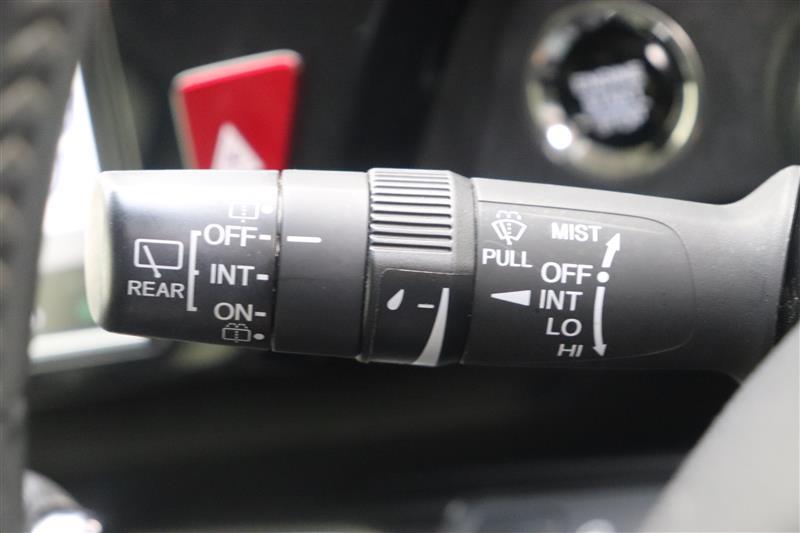 OFF
INT
REAR
ON
PULL
MIST
OFF
INT
LO
HI